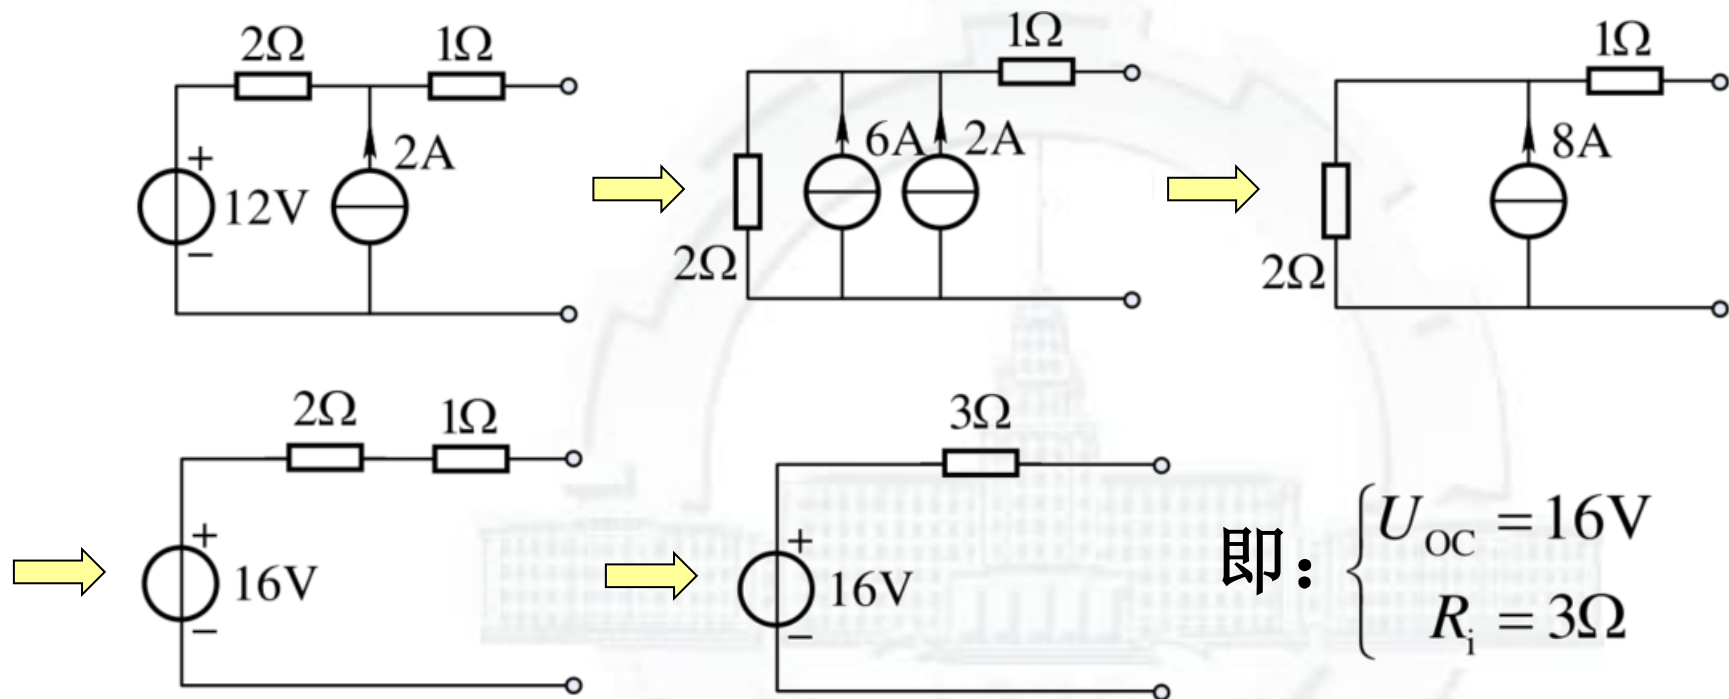 2Ω 1Ω
+
12V
−
2A
1Ω
6A 2A
2Ω
1Ω
8A
2Ω
2Ω 1Ω
+
16V
−
3Ω
+
16V
−
即：{ U_OC = 16V
R_i = 3Ω